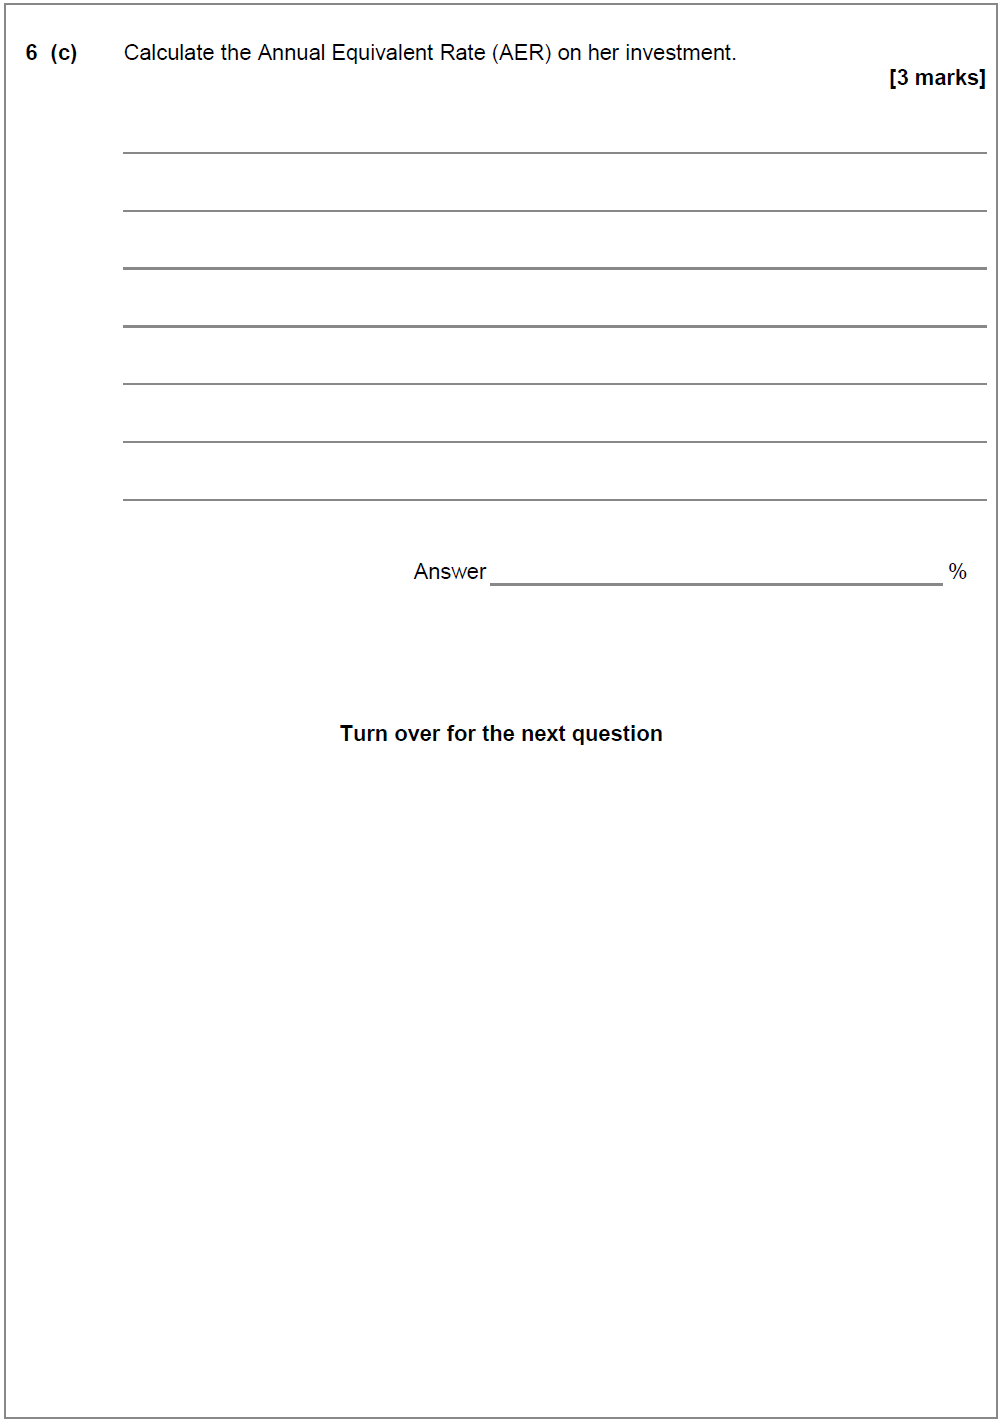 6 (c) Calculate the Annual Equivalent Rate (AER) on her investment.
[3 marks]
Answer %
Turn over for the next question